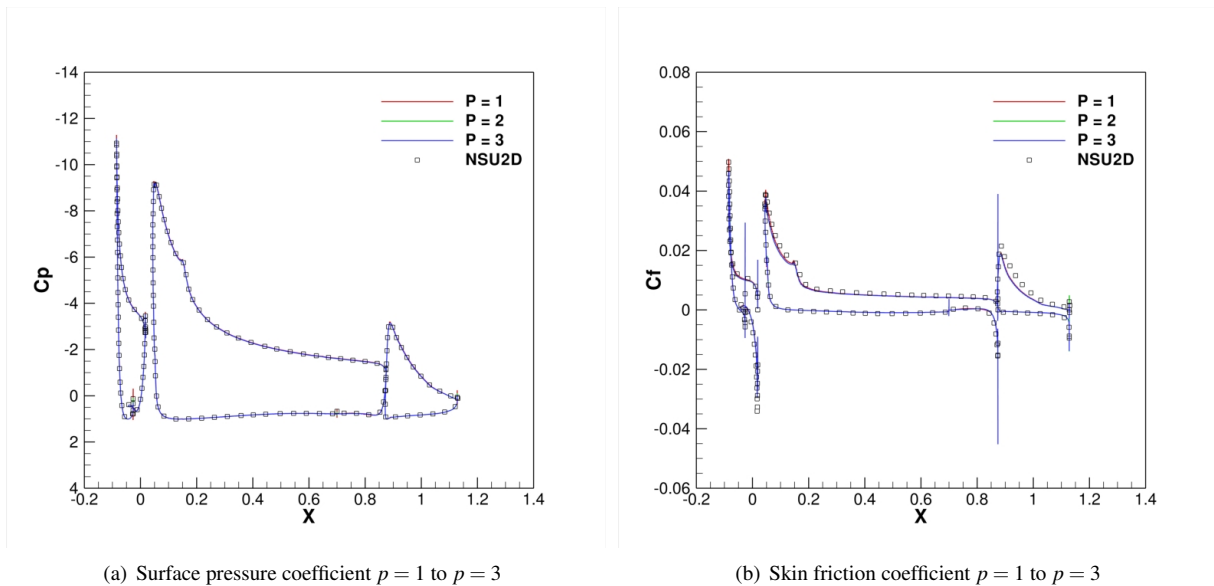 -14
-12
-10
-8
-6
-4
-2
0
2
4
Cp
-0.2 0 0.2 0.4 0.6 0.8 1 1.2 1.4
X
P = 1
P = 2
P = 3
NSU2D
(a) Surface pressure coefficient p = 1 to p = 3
0.08
0.06
0.04
0.02
0
-0.02
-0.04
-0.06
Cf
-0.2 0 0.2 0.4 0.6 0.8 1 1.2 1.4
X
P = 1
P = 2
P = 3
NSU2D
(b) Skin friction coefficient p = 1 to p = 3